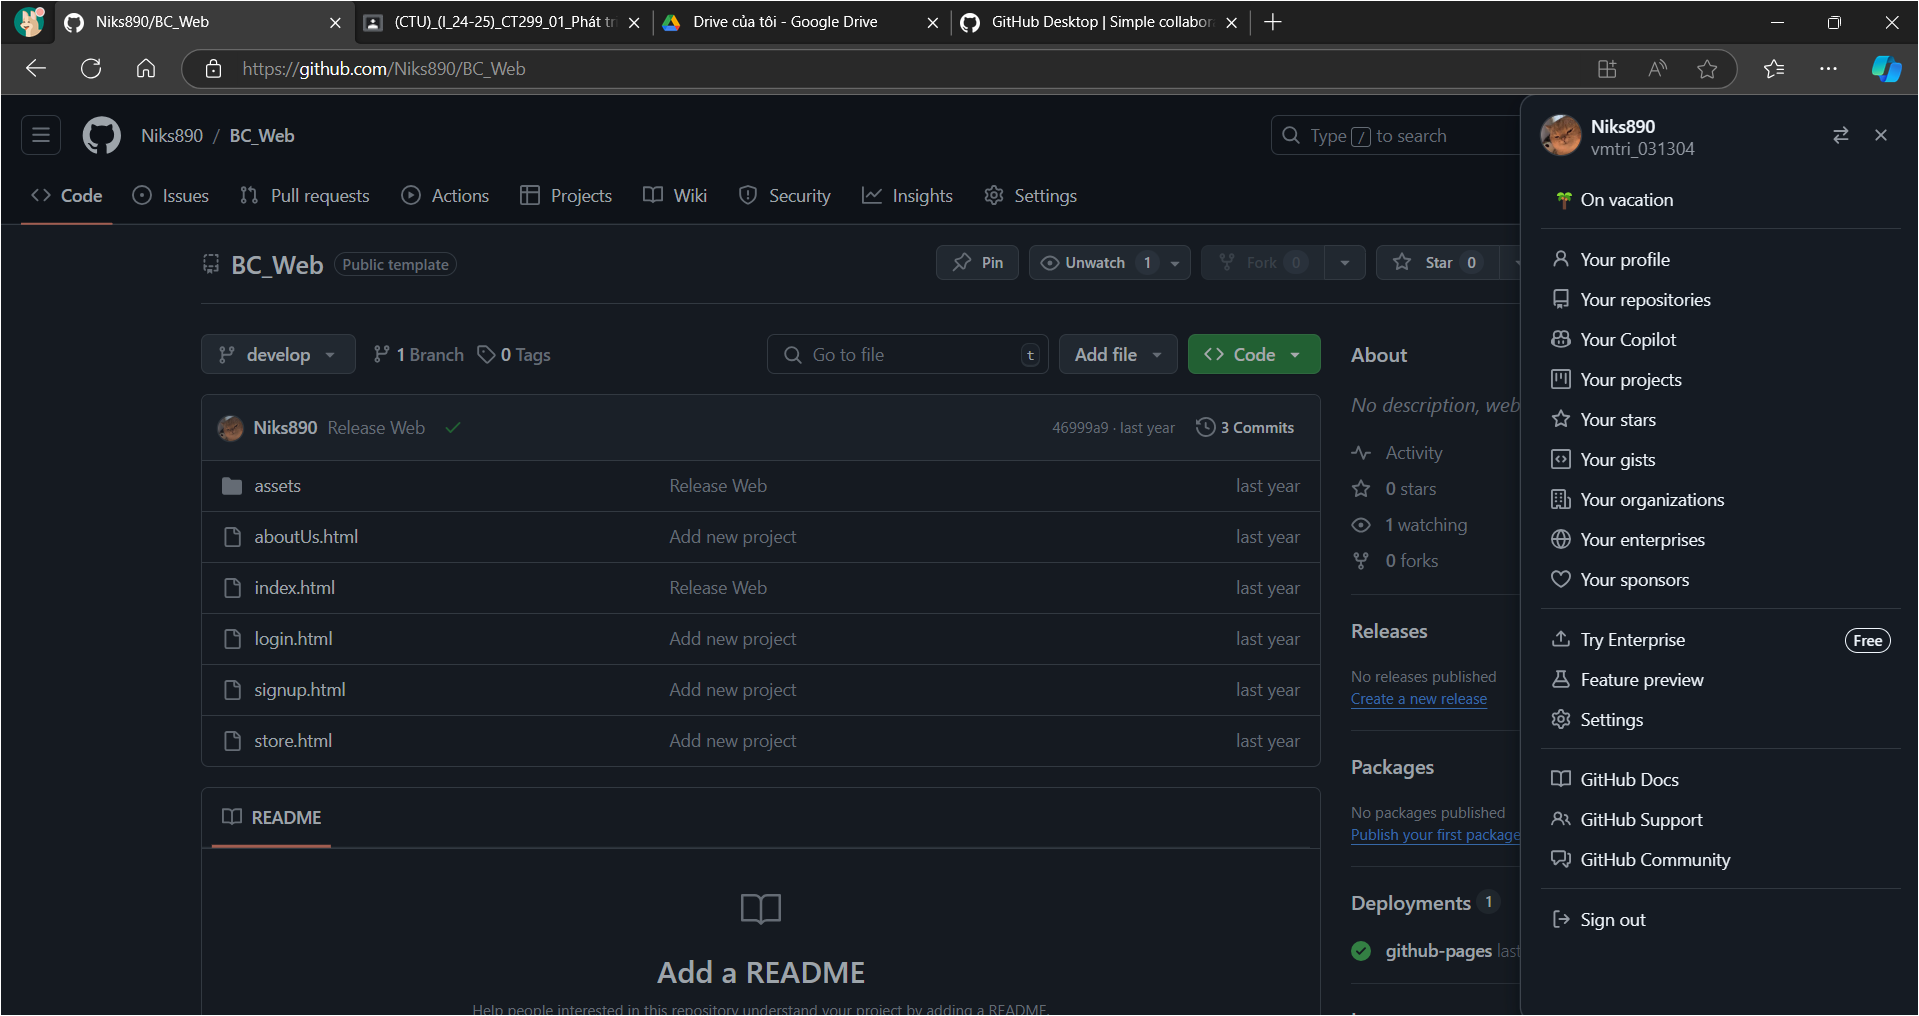 Niks890/BC_Web
(CTU)_(I_24-25)_CT299_01_Phát tri
Drive của tôi - Google Drive
GitHub Desktop | Simple collabor
https://github.com/Niks890/BC_Web
Niks890 / BC_Web
Type / to search
Code Issues Pull requests Actions Projects Wiki Security Insights Settings
BC_Web Public template
Pin Unwatch 1 Fork 0 Star 0
develop 1 Branch 0 Tags Go to file t Add file Code
Niks890 Release Web 46999a9 · last year 3 Commits
assets Release Web last year
aboutUs.html Add new project last year
index.html Release Web last year
login.html Add new project last year
signup.html Add new project last year
store.html Add new project last year
README
Add a README
Help people interested in this repository understand your project by adding a README.
About
No description, web
Activity
0 stars
1 watching
0 forks
Releases
No releases published
Create a new release
Packages
No packages published
Publish your first package
Deployments 1
github-pages last
Niks890
vmtri_031304
On vacation
Your profile
Your repositories
Your Copilot
Your projects
Your stars
Your gists
Your organizations
Your enterprises
Your sponsors
Try Enterprise Free
Feature preview
Settings
GitHub Docs
GitHub Support
GitHub Community
Sign out